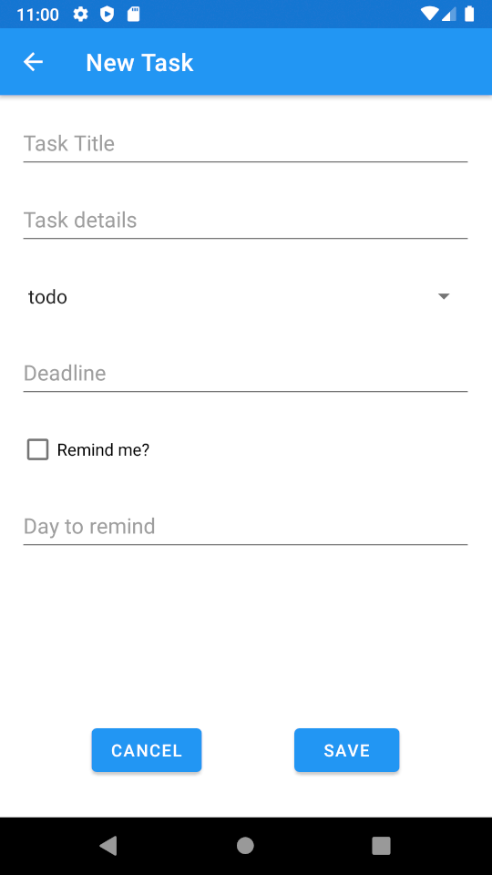 11:00
New Task
Task Title
Task details
todo
Deadline
Remind me?
Day to remind
CANCEL
SAVE